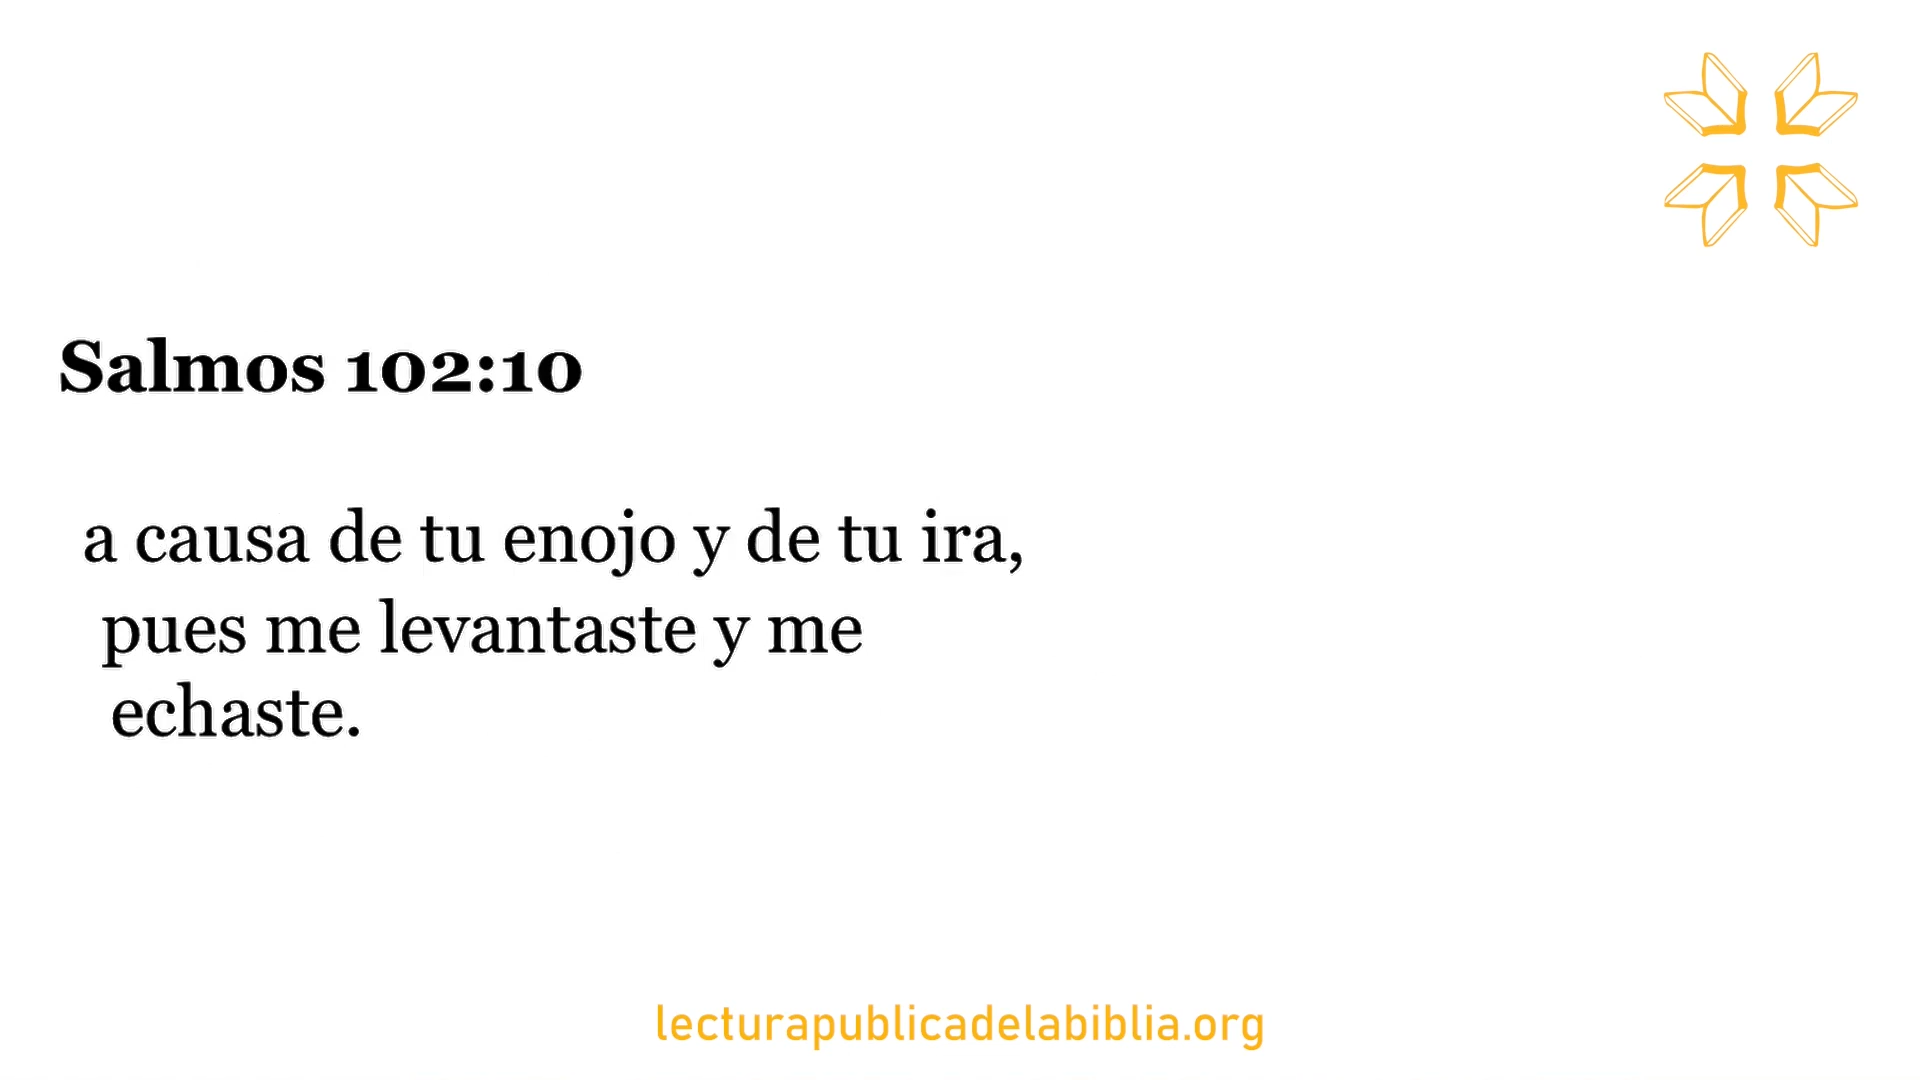 Salmos 102:10
a causa de tu enojo y de tu ira,
pues me levantaste y me
echaste.
lecturapublicadelabiblia.org